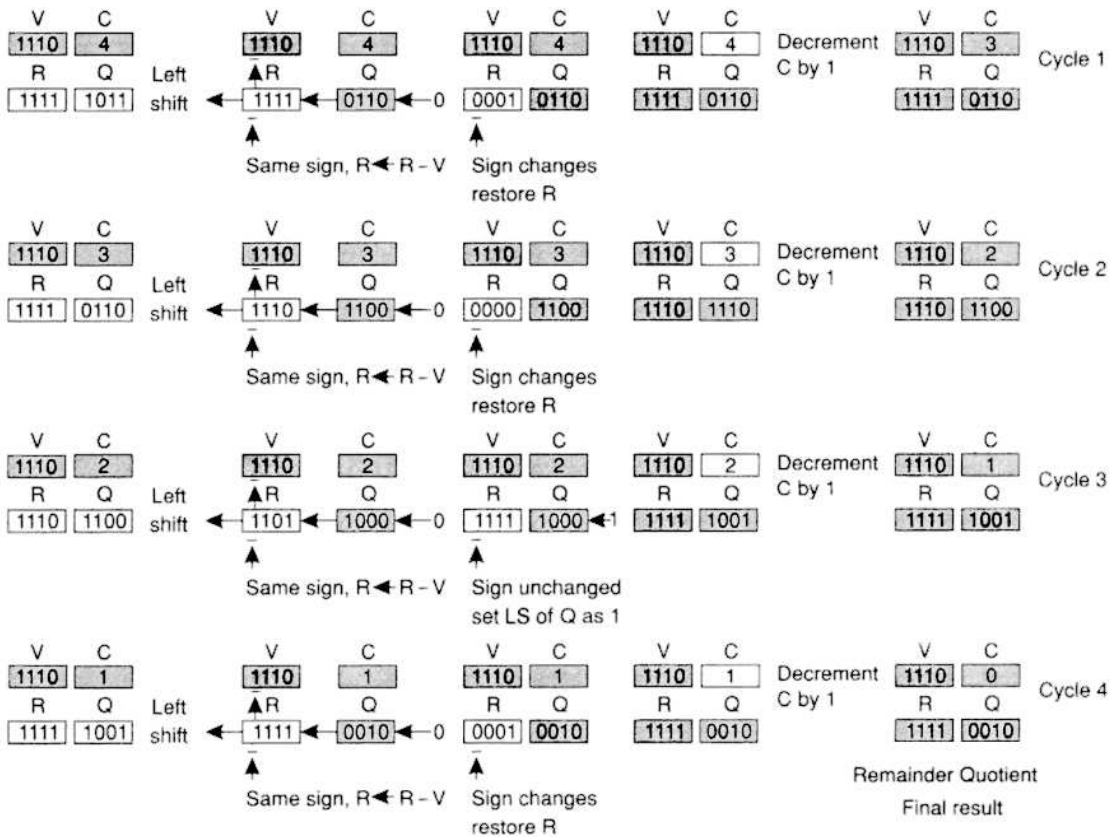 V C V C V C V C V C
1110 4 1110 4 1110 4 1110 4 Decrement 1110 3 Cycle 1
R Q Left R Q R Q R Q C by 1 R Q
1111 1011 shift 1111 0110 0 0001 0110 1111 0110 1111 0110
Same sign, R R – V Sign changes
restore R
V C V C V C V C V C
1110 3 1110 3 1110 3 1110 3 Decrement 1110 2 Cycle 2
R Q Left R Q R Q R Q C by 1 R Q
1111 0110 shift 1110 1100 0 0000 1100 1110 1110 1110 1100
Same sign, R R – V Sign changes
restore R
V C V C V C V C V C
1110 2 1110 2 1110 2 1110 2 Decrement 1110 1 Cycle 3
R Q Left R Q R Q R Q C by 1 R Q
1110 1100 shift 1101 1000 0 1111 1000 1 1111 1001 1111 1001
Same sign, R R – V Sign unchanged
set LS of Q as 1
V C V C V C V C V C
1110 1 1110 1 1110 1 1110 1 Decrement 1110 0 Cycle 4
R Q Left R Q R Q R Q C by 1 R Q
1111 1001 shift 1111 0010 0 0001 0010 1111 0010 1111 0010
Remainder Quotient
Same sign, R R – V Sign changes Final result
restore R